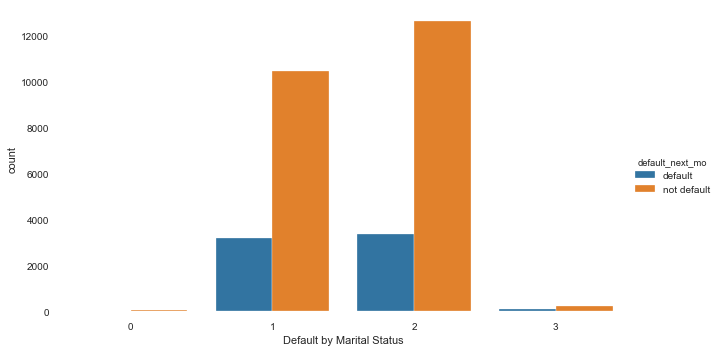 count
12000
10000
8000
6000
4000
2000
0
0 1 2 3
Default by Marital Status
default_next_mo
default
not default